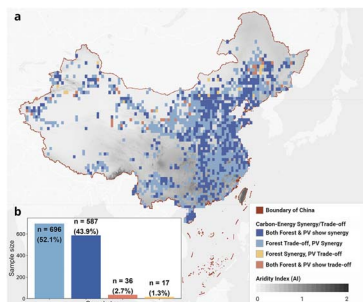 a
b
n = 696
(52.1%)
n = 587
(43.9%)
n = 36
(2.7%)
n = 17
(1.3%)
Sample size
600
400
200
0
Boundary of China
Carbon-Energy Synergy/Trade-off
Both Forest & PV show synergy
Forest Trade-off, PV Synergy
Forest Synergy, PV Trade-off
Both Forest & PV show trade-off
Aridity Index (AI)
0
1
2